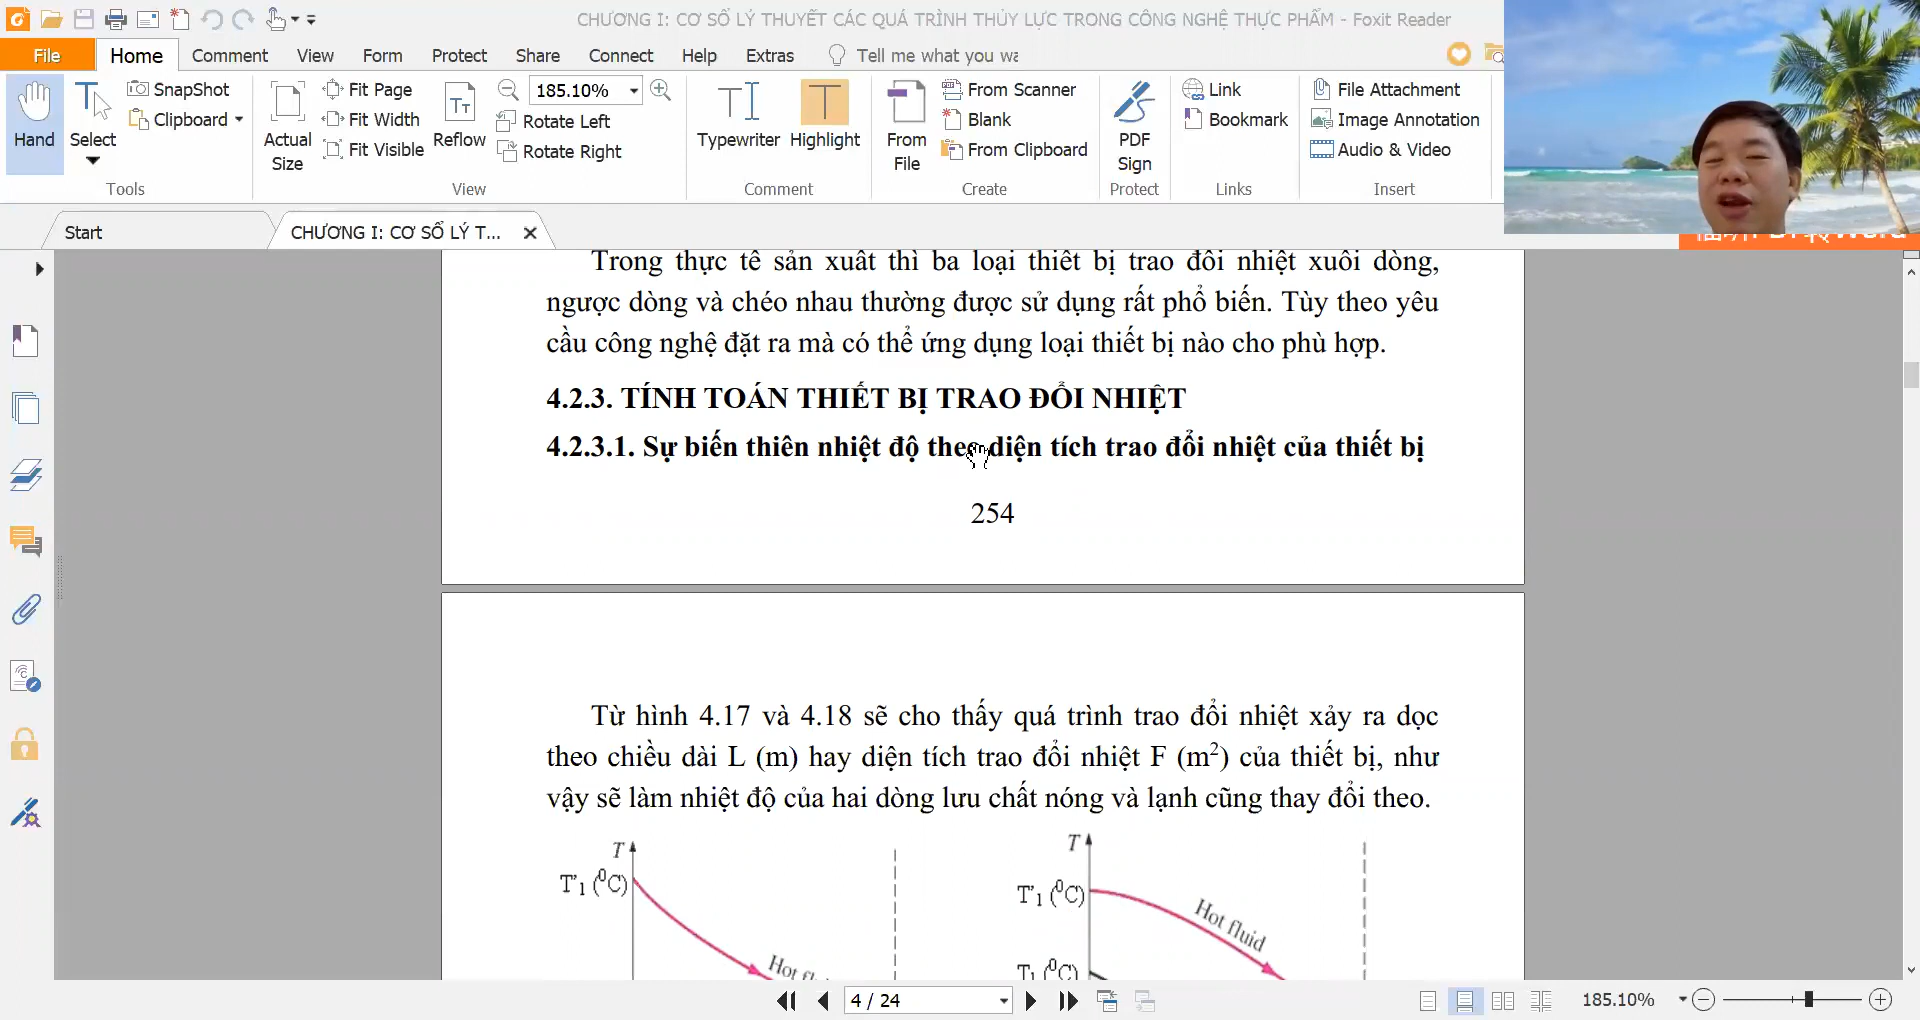 CHƯƠNG I: CƠ SỔ LÝ THUYẾT CÁC QUÁ TRÌNH THỦY LỰC TRONG CÔNG NGHỆ THỰC PHẨM - Foxit Reader
File Home Comment View Form Protect Share Connect Help Extras Tell me what you wa
Hand
Select
SnapShot
Clipboard
Tools
Actual Size
Fit Page
Fit Width
Fit Visible
Reflow
185.10%
Rotate Left
Rotate Right
View
Typewriter
Highlight
Comment
From File
From Scanner
Blank
From Clipboard
Create
PDF Sign
Protect
Link
Bookmark
Links
File Attachment
Image Annotation
Audio & Video
Insert
Start
CHƯƠNG I: CƠ SỔ LÝ T...
Trong thực tế sản xuất thì ba loại thiết bị trao đổi nhiệt xuôi dòng,
ngược dòng và chéo nhau thường được sử dụng rất phổ biến. Tùy theo yêu
cầu công nghệ đặt ra mà có thể ứng dụng loại thiết bị nào cho phù hợp.
4.2.3. TÍNH TOÁN THIẾT BỊ TRAO ĐỔI NHIỆT
4.2.3.1. Sự biến thiên nhiệt độ theo diện tích trao đổi nhiệt của thiết bị
254
Từ hình 4.17 và 4.18 sẽ cho thấy quá trình trao đổi nhiệt xảy ra dọc
theo chiều dài L (m) hay diện tích trao đổi nhiệt F (m²) của thiết bị, như
vậy sẽ làm nhiệt độ của hai dòng lưu chất nóng và lạnh cũng thay đổi theo.
T
T'₁ (⁰C)
Hot
T
T'₁ (⁰C)
Hot fluid
T₁ (⁰C)
4 / 24
185.10%